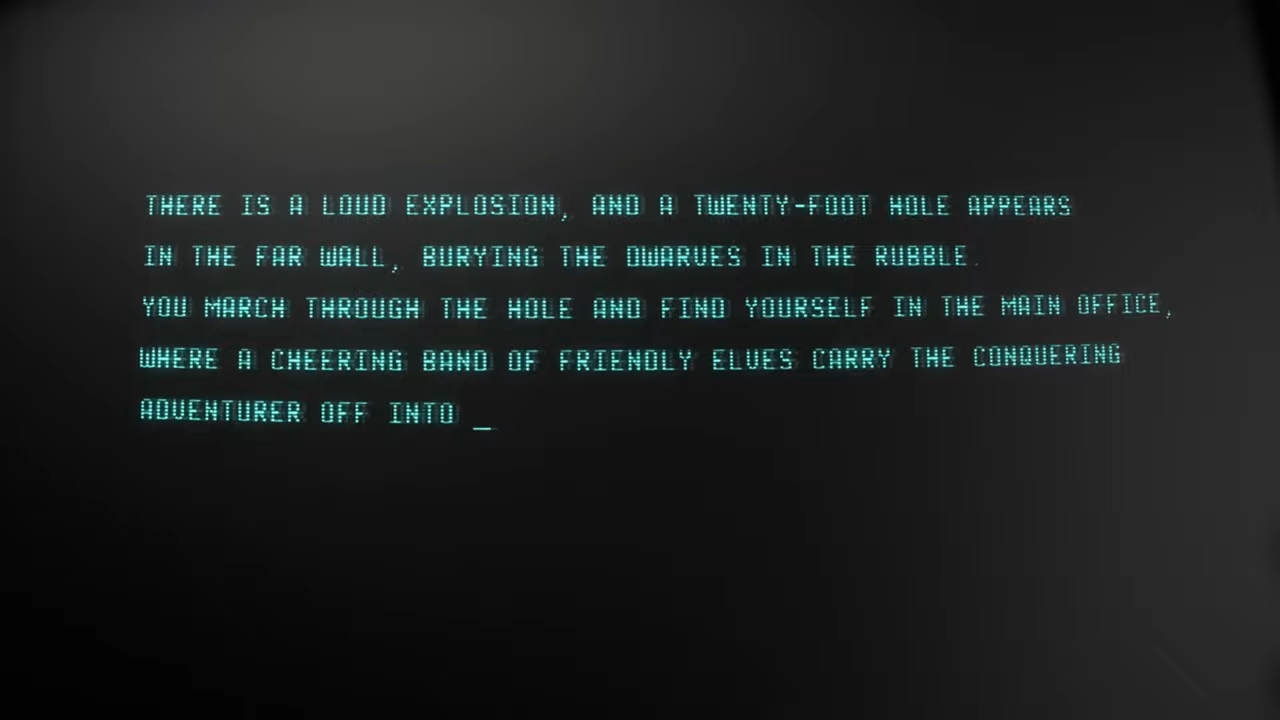 THERE IS A LOUD EXPLOSION, AND A TWENTY-FOOT HOLE APPEARS
IN THE FAR WALL, BURYING THE DWARVES IN THE RUBBLE.
YOU MARCH THROUGH THE HOLE AND FIND YOURSELF IN THE MAIN OFFICE,
WHERE A CHEERING BAND OF FRIENDLY ELVES CARRY THE CONQUERING
ADVENTURER OFF INTO _